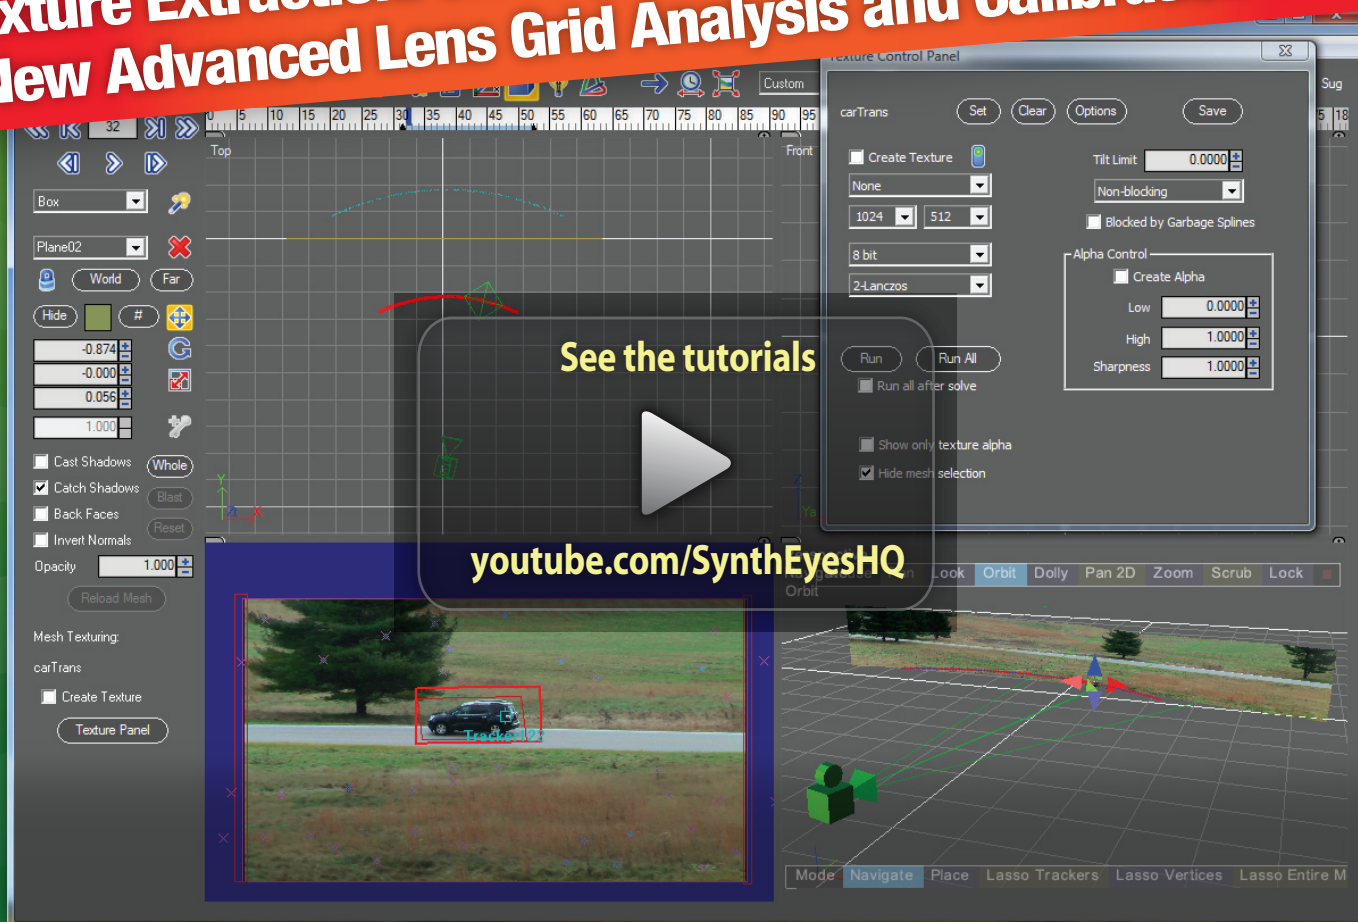 xture Extraction
New Advanced Lens Grid Analysis and
Custom
Sug
32
0 5 10 15 20 25 30 35 40 45 50 55 60 65 70 75 80 85 90 95
Top
Front
Box
Plane02
World
Far
Hide
#
-0.874
-0.000
0.056
1.000
Cast Shadows
Whole
Catch Shadows
Blast
Back Faces
Reset
Invert Normals
Opacity
1.000
Reload Mesh
Mesh Texturing:
carTrans
Create Texture
Texture Panel
Y
X
See the tutorials
youtube.com/SynthEyesHQ
Texture Control Panel
carTrans
Set
Clear
Options
Save
Create Texture
Tilt Limit
0.0000
None
Non-blocking
1024
512
Blocked by Garbage Splines
8 bit
2-Lanczos
Alpha Control
Create Alpha
Low
0.0000
High
1.0000
Sharpness
1.0000
Run
Run All
Run all after solve
Show only texture alpha
Hide mesh selection
Look Orbit Dolly Pan 2D Zoom Scrub Lock
Orbit
Mode Navigate Place Lasso Trackers Lasso Vertices Lasso Entire M